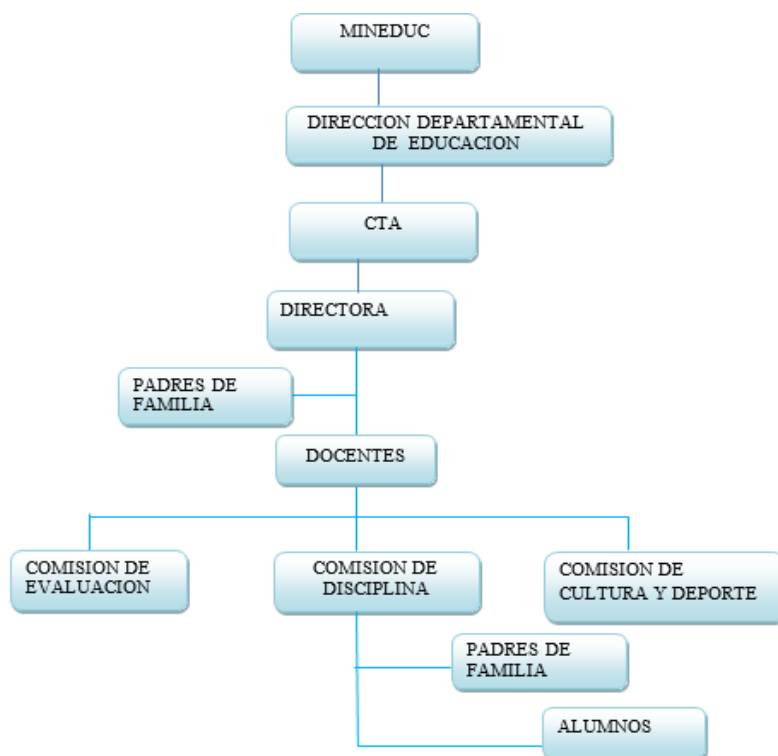 MINEDUC
DIRECCION DEPARTAMENTAL
DE EDUCACION
CTA
DIRECTORA
PADRES DE
FAMILIA
DOCENTES
COMISION DE
EVALUACION
COMISION DE
DISCIPLINA
COMISION DE
CULTURA Y DEPORTE
PADRES DE
FAMILIA
ALUMNOS